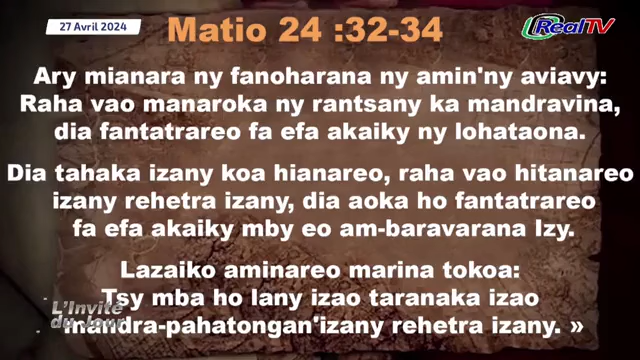 27 Avril 2024
Matio 24 :32-34
RealTV
Ary mianara ny fanoharana ny amin'ny aviavy:
Raha vao manaroka ny rantsany ka mandravina,
dia fantatrareo fa efa akaiky ny lohataona.
Dia tahaka izany koa hianareo, raha vao hitanareo
izany rehetra izany, dia aoka ho fantatrareo
fa efa akaiky mby eo am-baravarana Izy.
Lazaiko aminareo marina tokoa:
Tsy mba ho lany izao taranaka izao
mandra-pahatongan'izany rehetra izany. »
L'Invité
du Jour